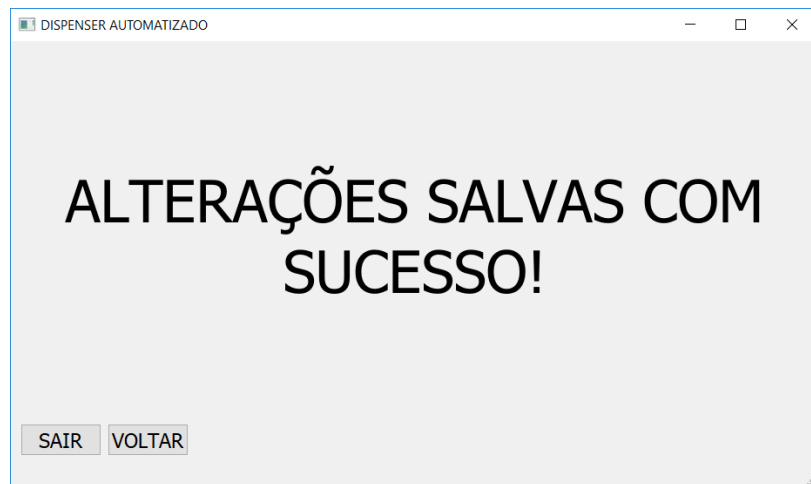 DISPENSER AUTOMATIZADO
ALTERAÇÕES SALVAS COM
SUCESSO!
SAIR VOLTAR